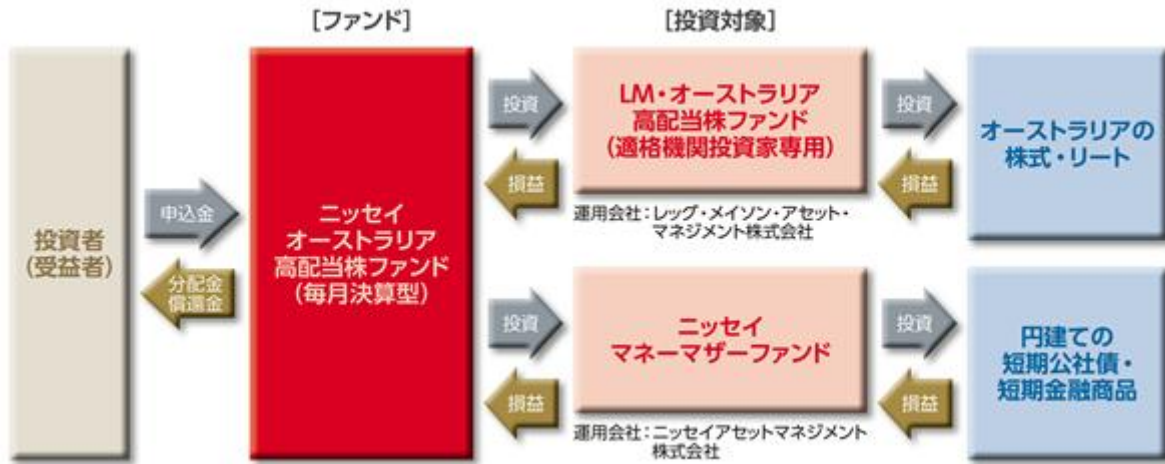 [ファンド]
[投資対象]
投資者
(受益者)
申込金
分配金
償還金
ニッセイ
オーストラリア
高配当株ファンド
(毎月決算型)
投資
損益
LM・オーストラリア
高配当株ファンド
(適格機関投資家専用)
運用会社:レッグ・メイソン・アセット・
マネジメント株式会社
投資
損益
オーストラリアの
株式・リート
投資
損益
ニッセイ
マネーマザーファンド
運用会社:ニッセイアセットマネジメント
株式会社
投資
損益
円建ての
短期公社債・
短期金融商品